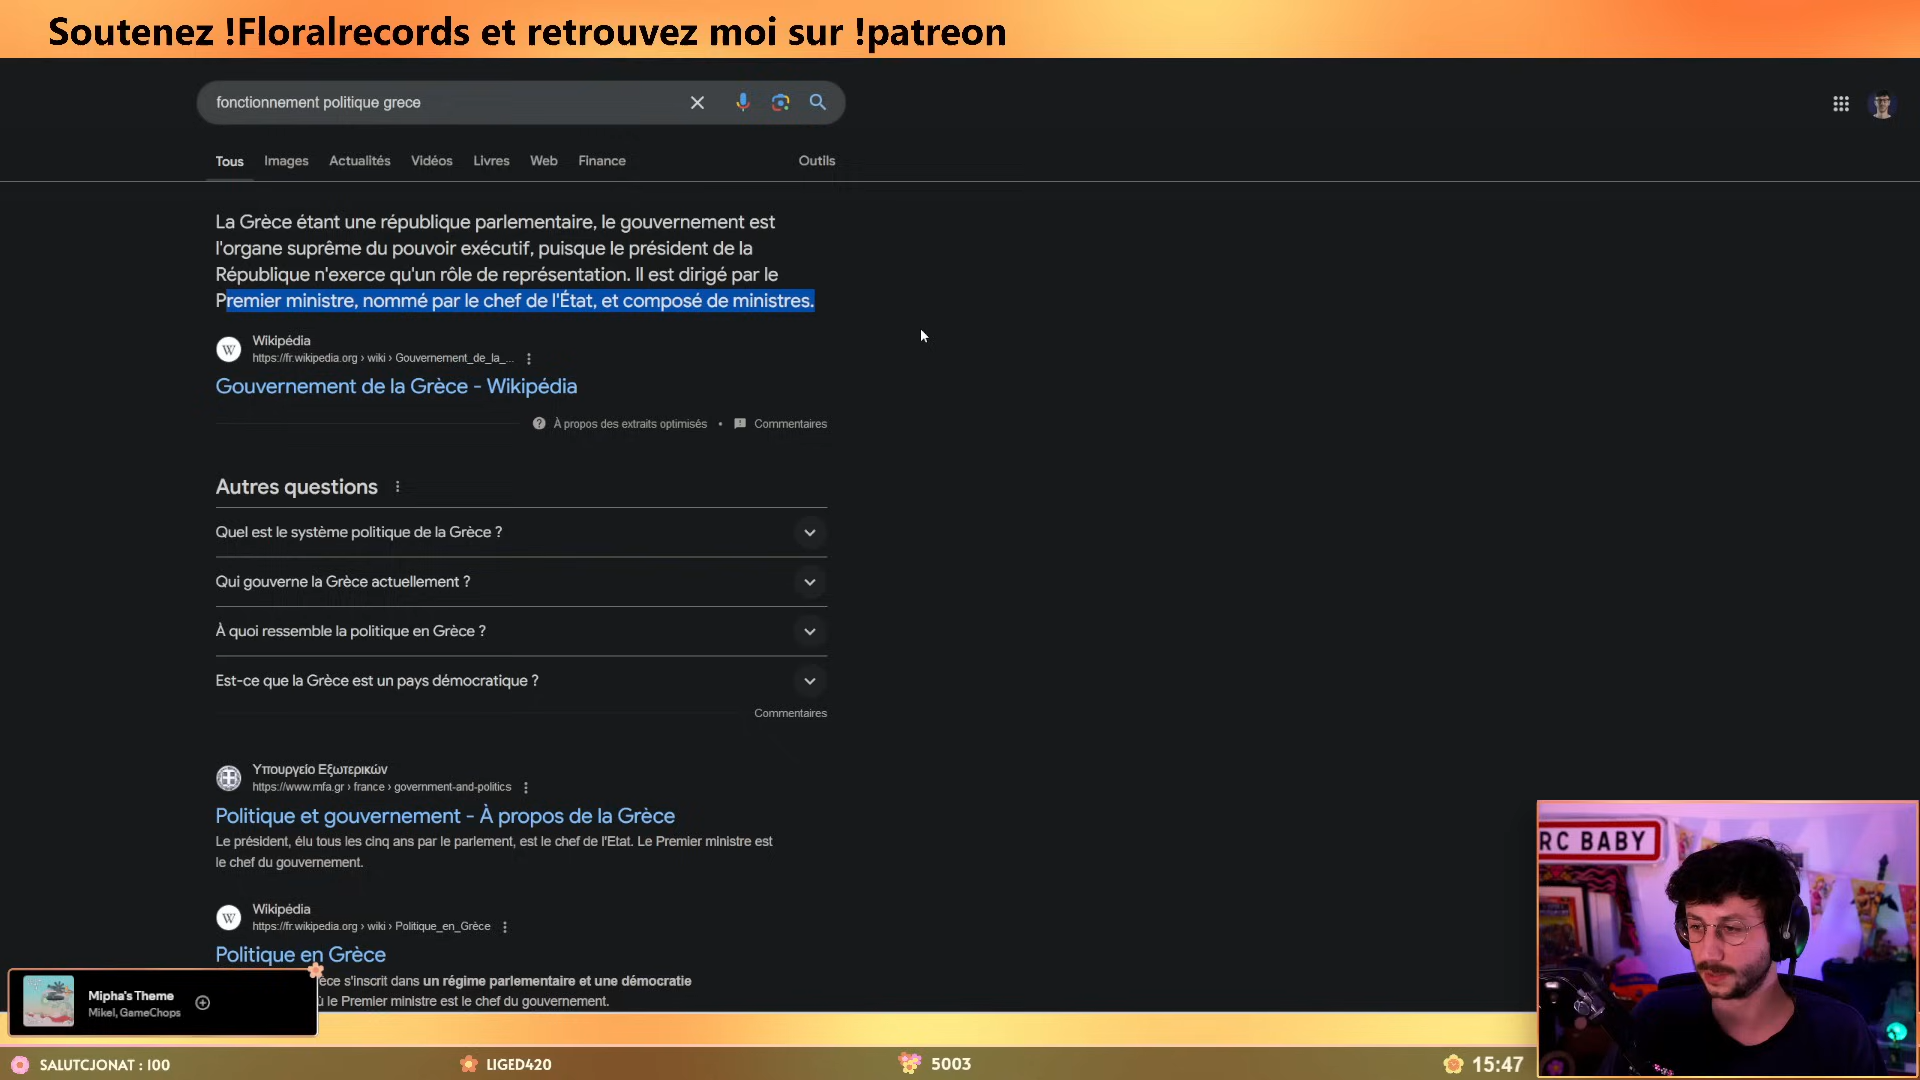 Soutenez !Floralrecords et retrouvez moi sur !patreon
fonctionnement politique grece
Tous Images Actualités Vidéos Livres Web Finance Outils
La Grèce étant une république parlementaire, le gouvernement est
l'organe suprême du pouvoir exécutif, puisque le président de la
République n'exerce qu'un rôle de représentation. Il est dirigé par le
Premier ministre, nommé par le chef de l'État, et composé de ministres.
W
Wikipédia
https://fr.wikipedia.org › wiki › Gouvernement_de_la_...
Gouvernement de la Grèce - Wikipédia
À propos des extraits optimisés • Commentaires
Autres questions
Quel est le système politique de la Grèce ?
Qui gouverne la Grèce actuellement ?
À quoi ressemble la politique en Grèce ?
Est-ce que la Grèce est un pays démocratique ?
Commentaires
Υπουργείο Εξωτερικών
https://www.mfa.gr › france › government-and-politics
Politique et gouvernement - À propos de la Grèce
Le président, élu tous les cinq ans par le parlement, est le chef de l'Etat. Le Premier ministre est
le chef du gouvernement.
W
Wikipédia
https://fr.wikipedia.org › wiki › Politique_en_Grèce
Politique en Grèce
èce s'inscrit dans un régime parlementaire et une démocratie
ù le Premier ministre est le chef du gouvernement.
Mipha's Theme
Mikel, GameChops
RC BABY
SALUTCJONAT : 100
LIGED420
5003
15:47